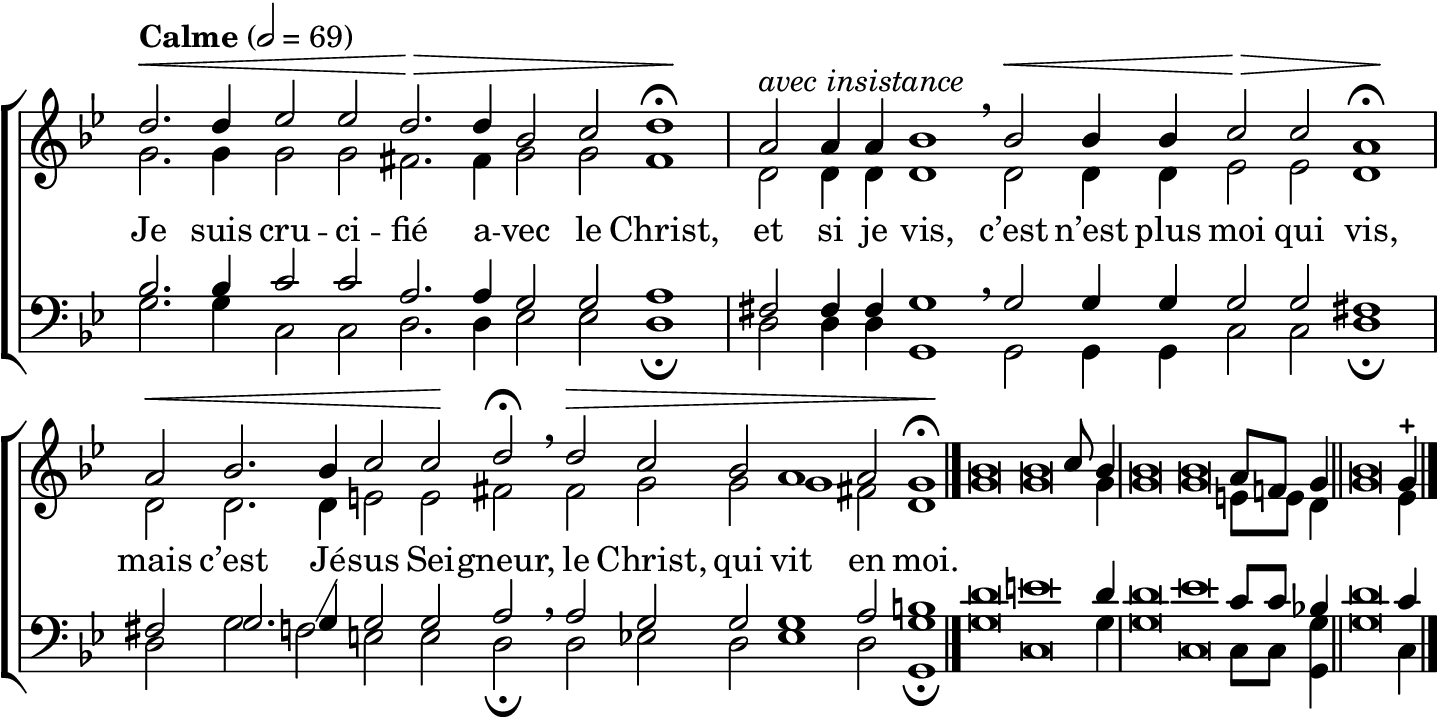 Calme (𝅗𝅥 = 69)
avec insistance
Je suis cru - ci - fié a - vec le Christ, et si je vis, c’est n’est plus moi qui vis,
mais c’est Jésus Seigneur, le Christ, qui vit en moi.